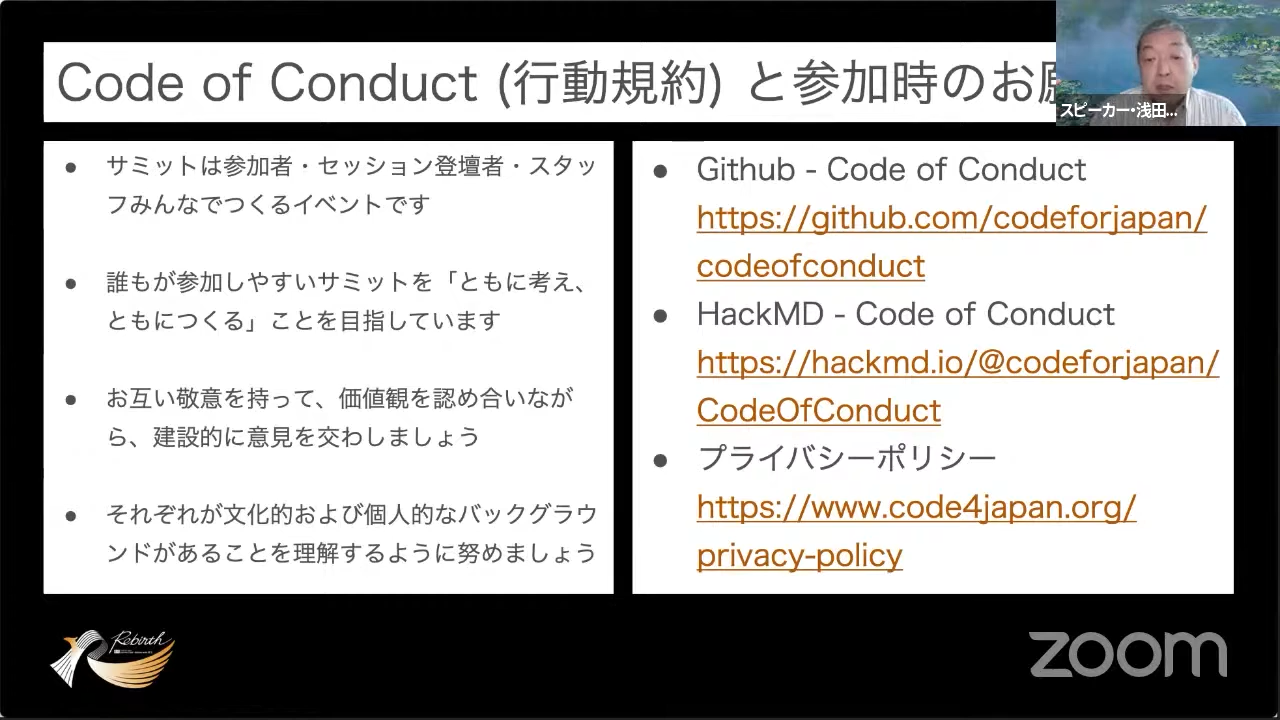 Code of Conduct (行動規約) と参加時のお
スピーカー・浅田...
● サミットは参加者・セッション登壇者・スタッ
フみんなでつくるイベントです
● 誰もが参加しやすいサミットを「ともに考え、
ともにつくる」ことを目指しています
● お互い敬意を持って、価値観を認め合いなが
ら、建設的に意見を交わしましょう
● それぞれが文化的および個人的なバックグラウ
ンドがあることを理解するように努めましょう
● Github - Code of Conduct
https://github.com/codeforjapan/
codeofconduct
● HackMD - Code of Conduct
https://hackmd.io/@codeforjapan/
CodeOfConduct
● プライバシーポリシー
https://www.code4japan.org/
privacy-policy
Rebirth
zoom